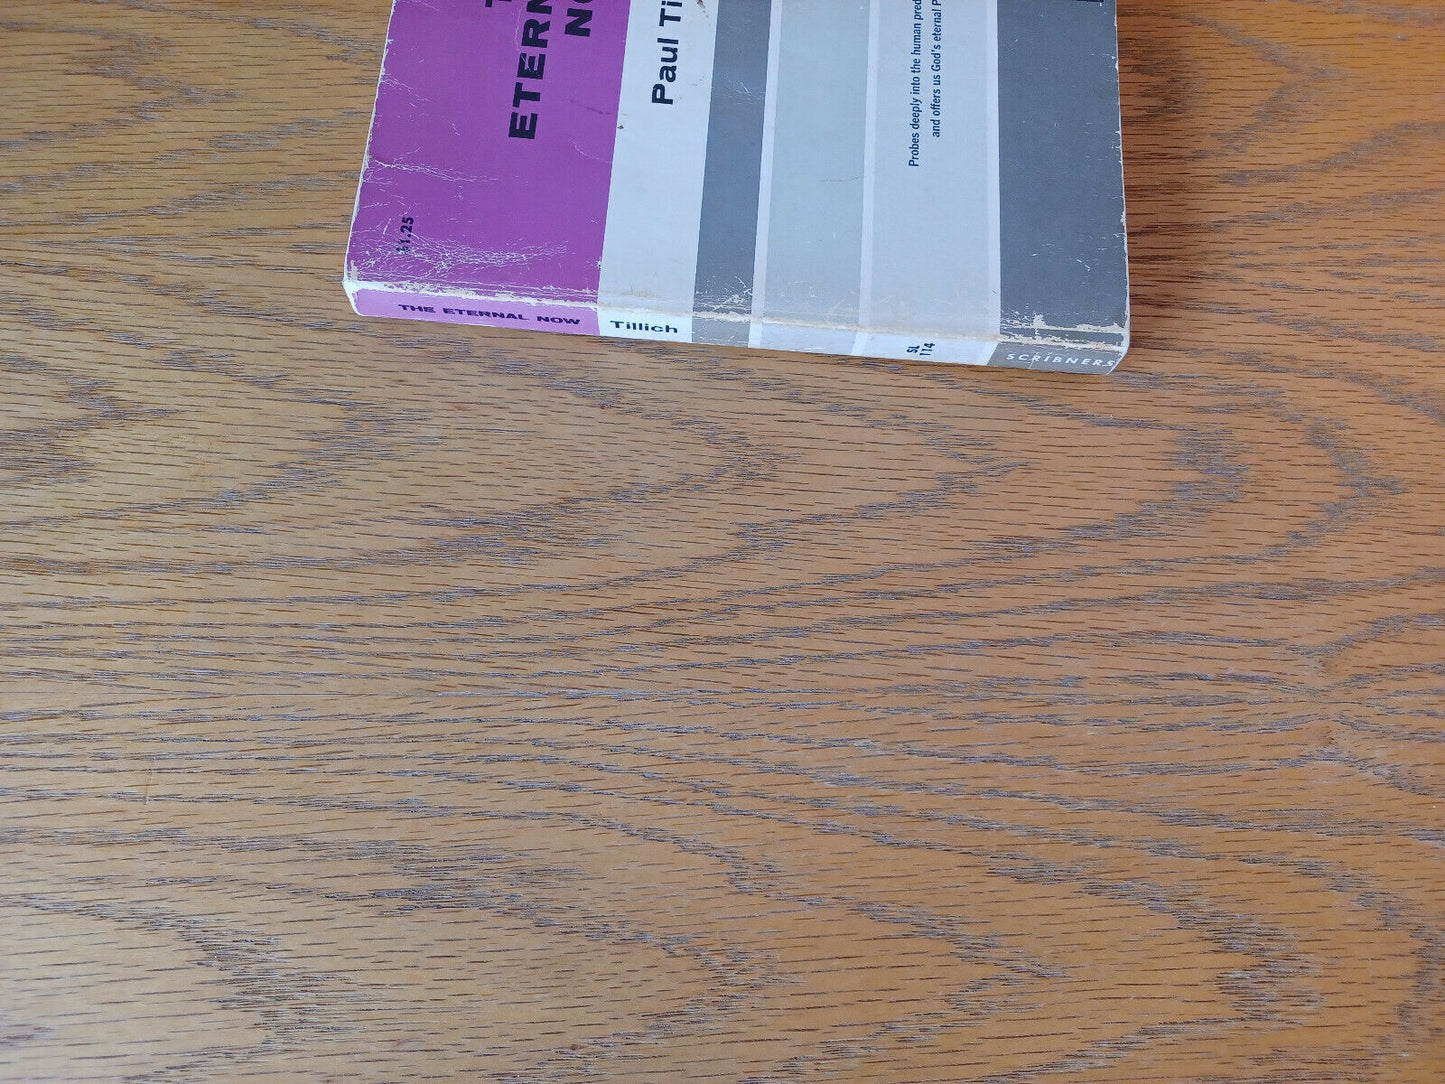 T
ETERN
NO
Paul Ti
Probes deeply into the human pred
and offers us God's eternal P
$1.25
THE ETERNAL NOW
Tillich
SL
114
SCRIBNERS